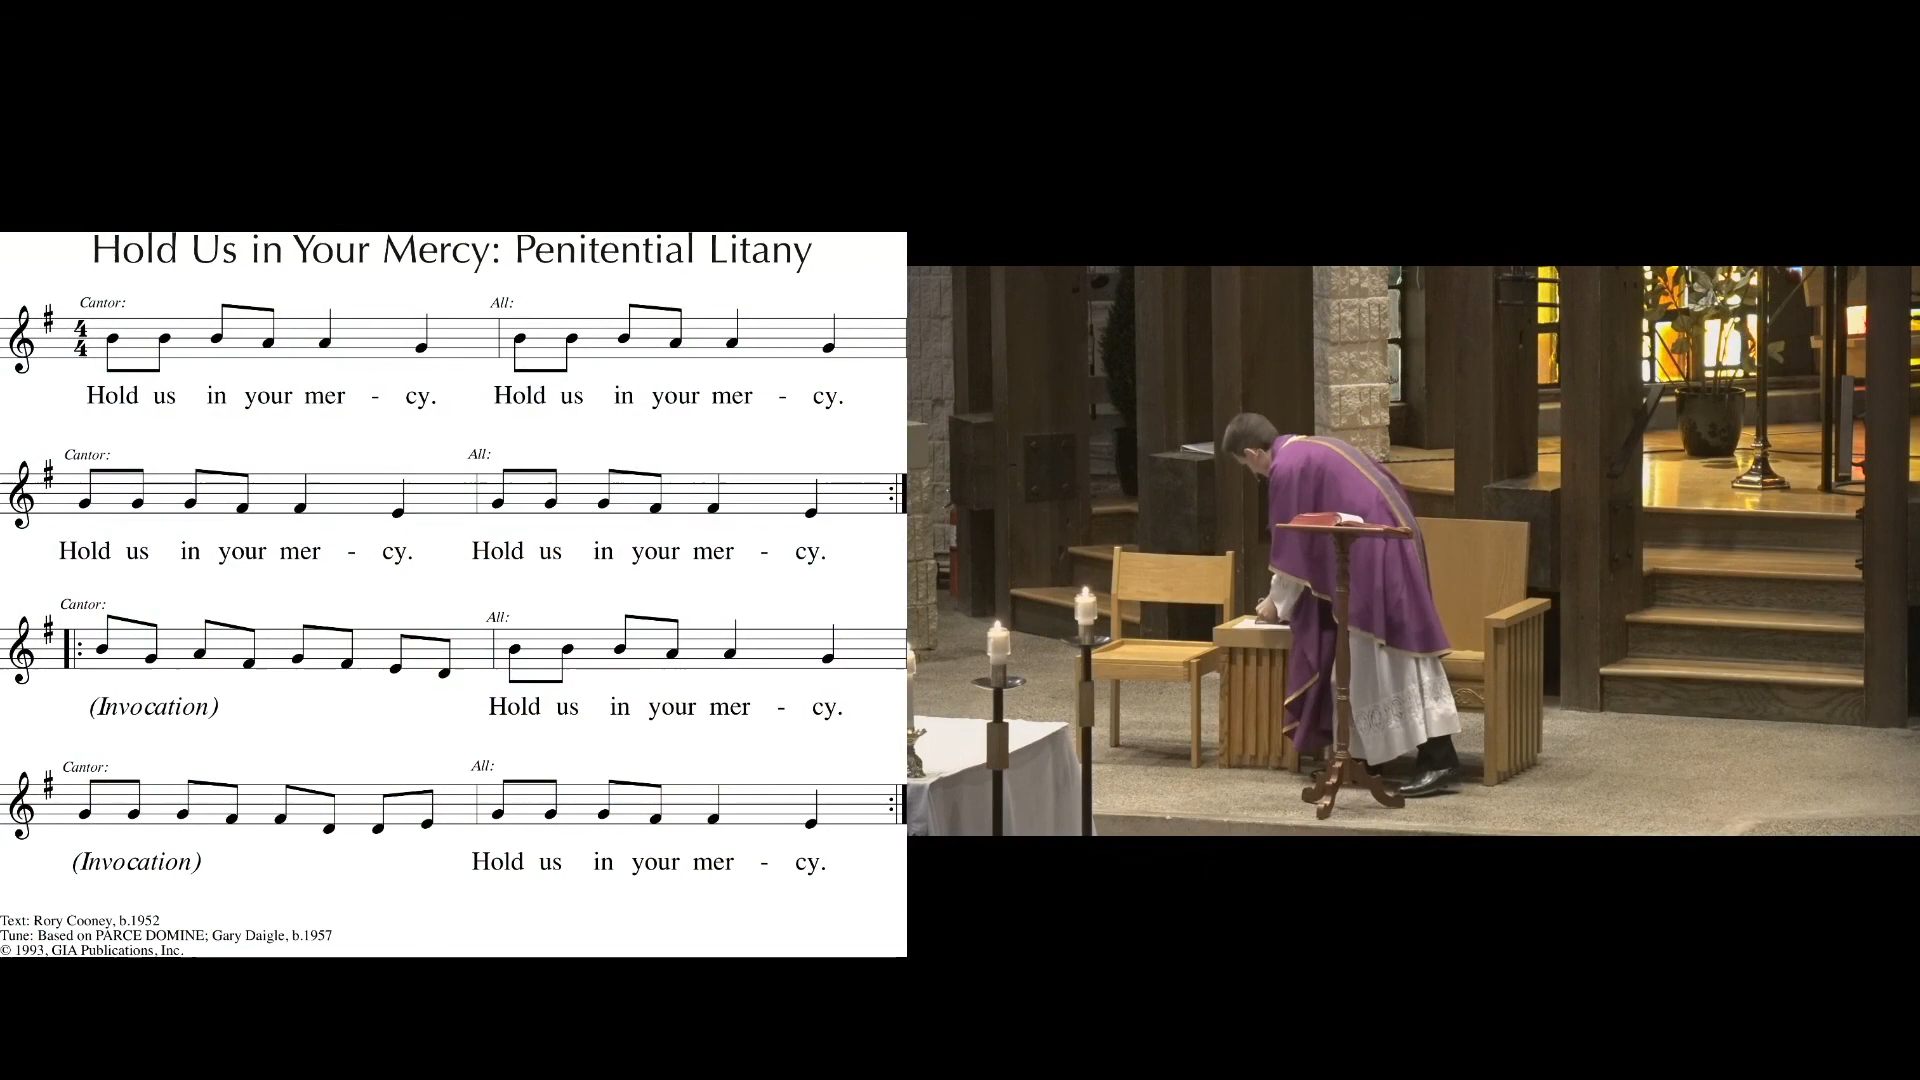 Hold Us in Your Mercy: Penitential Litany
Cantor: All:
4
4
Hold us in your mer - cy. Hold us in your mer - cy.
Cantor: All:
Hold us in your mer - cy. Hold us in your mer - cy.
Cantor: All:
(Invocation) Hold us in your mer - cy.
Cantor: All:
(Invocation) Hold us in your mer - cy.
Text: Rory Cooney, b.1952
Tune: Based on PARCE DOMINE; Gary Daigle, b.1957
© 1993, GIA Publications, Inc.